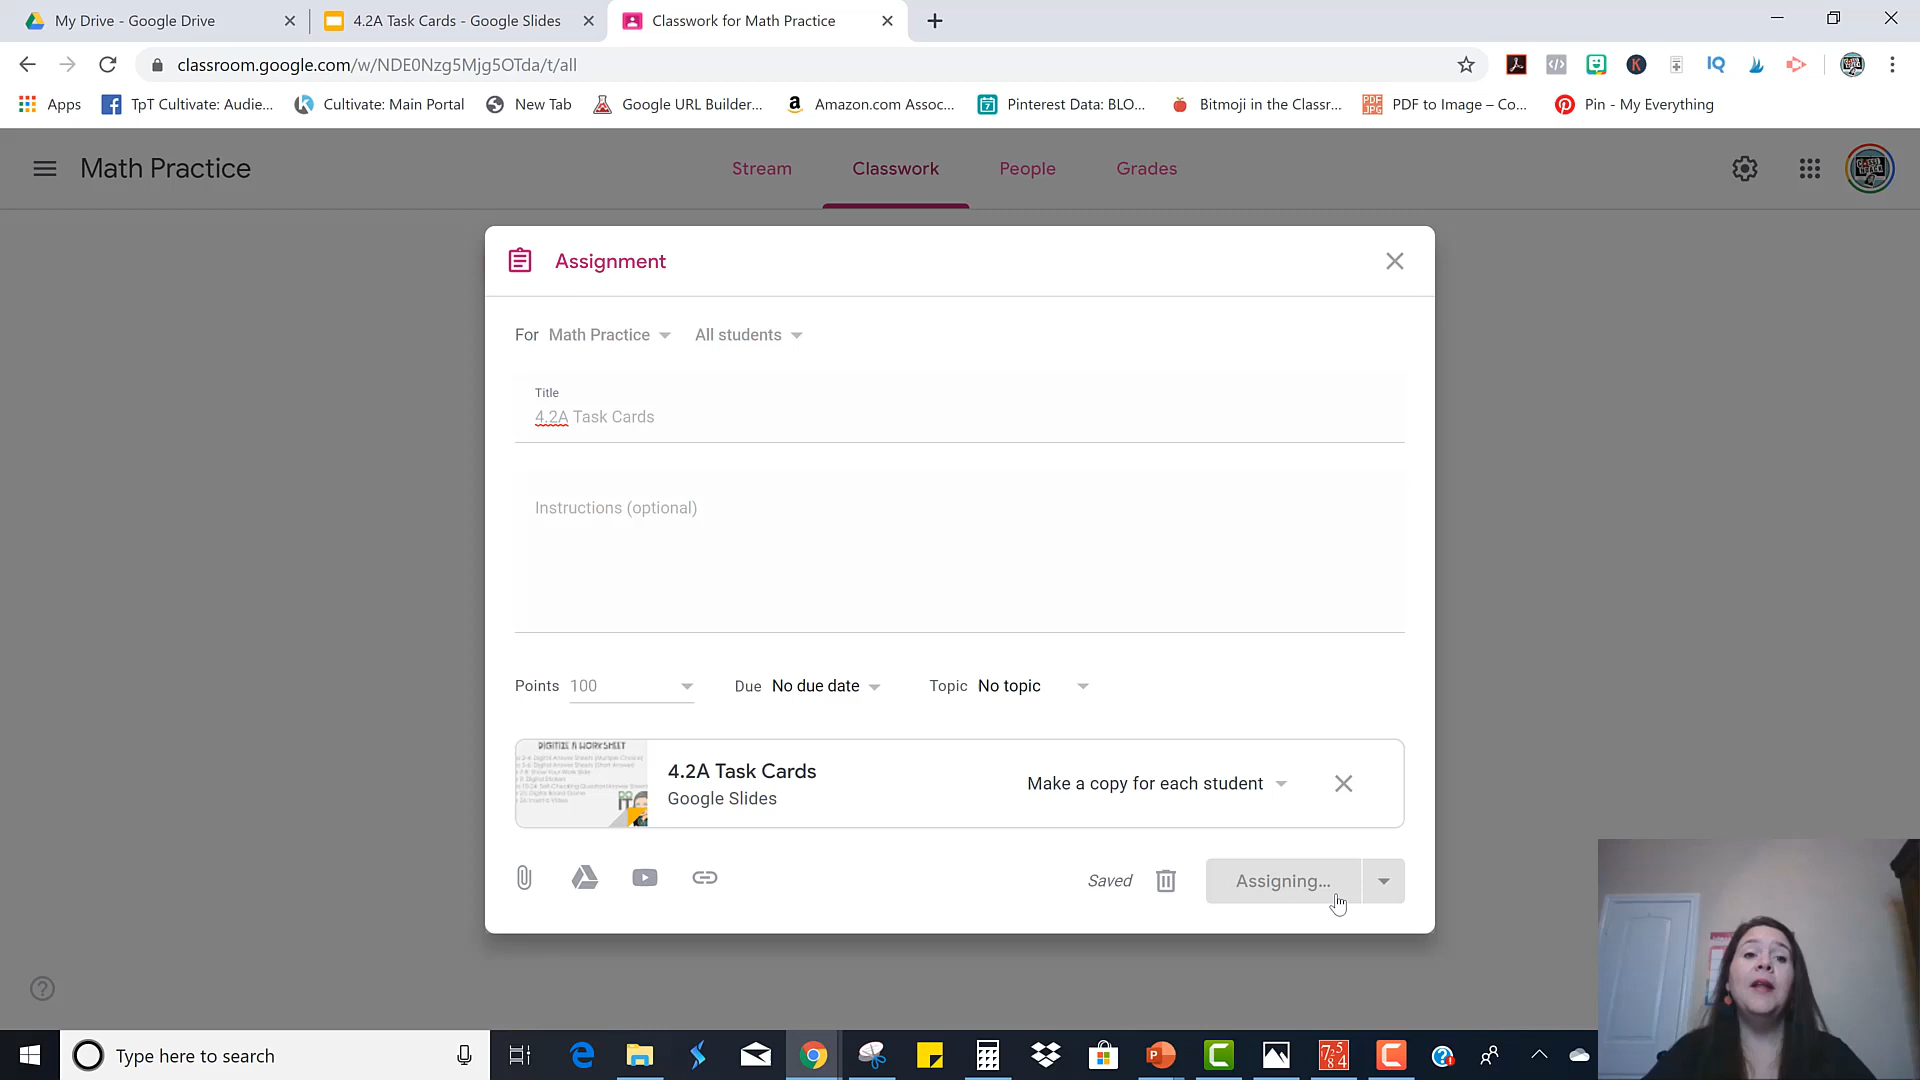 My Drive - Google Drive
4.2A Task Cards - Google Slides
Classwork for Math Practice
classroom.google.com/w/NDE0Nzg5Mjg5OTda/t/all
Apps
TpT Cultivate: Audie...
Cultivate: Main Portal
New Tab
Google URL Builder...
Amazon.com Assoc...
Pinterest Data: BLO...
Bitmoji in the Classr...
PDF to Image – Co...
Pin - My Everything
Math Practice
Stream
Classwork
People
Grades
Assignment
For Math Practice
All students
Title
4.2A Task Cards
Instructions (optional)
Points 100
Due No due date
Topic No topic
DIGITIZE A WORKSHEET
4.2A Task Cards
Google Slides
Make a copy for each student
Saved
Assigning...
Type here to search